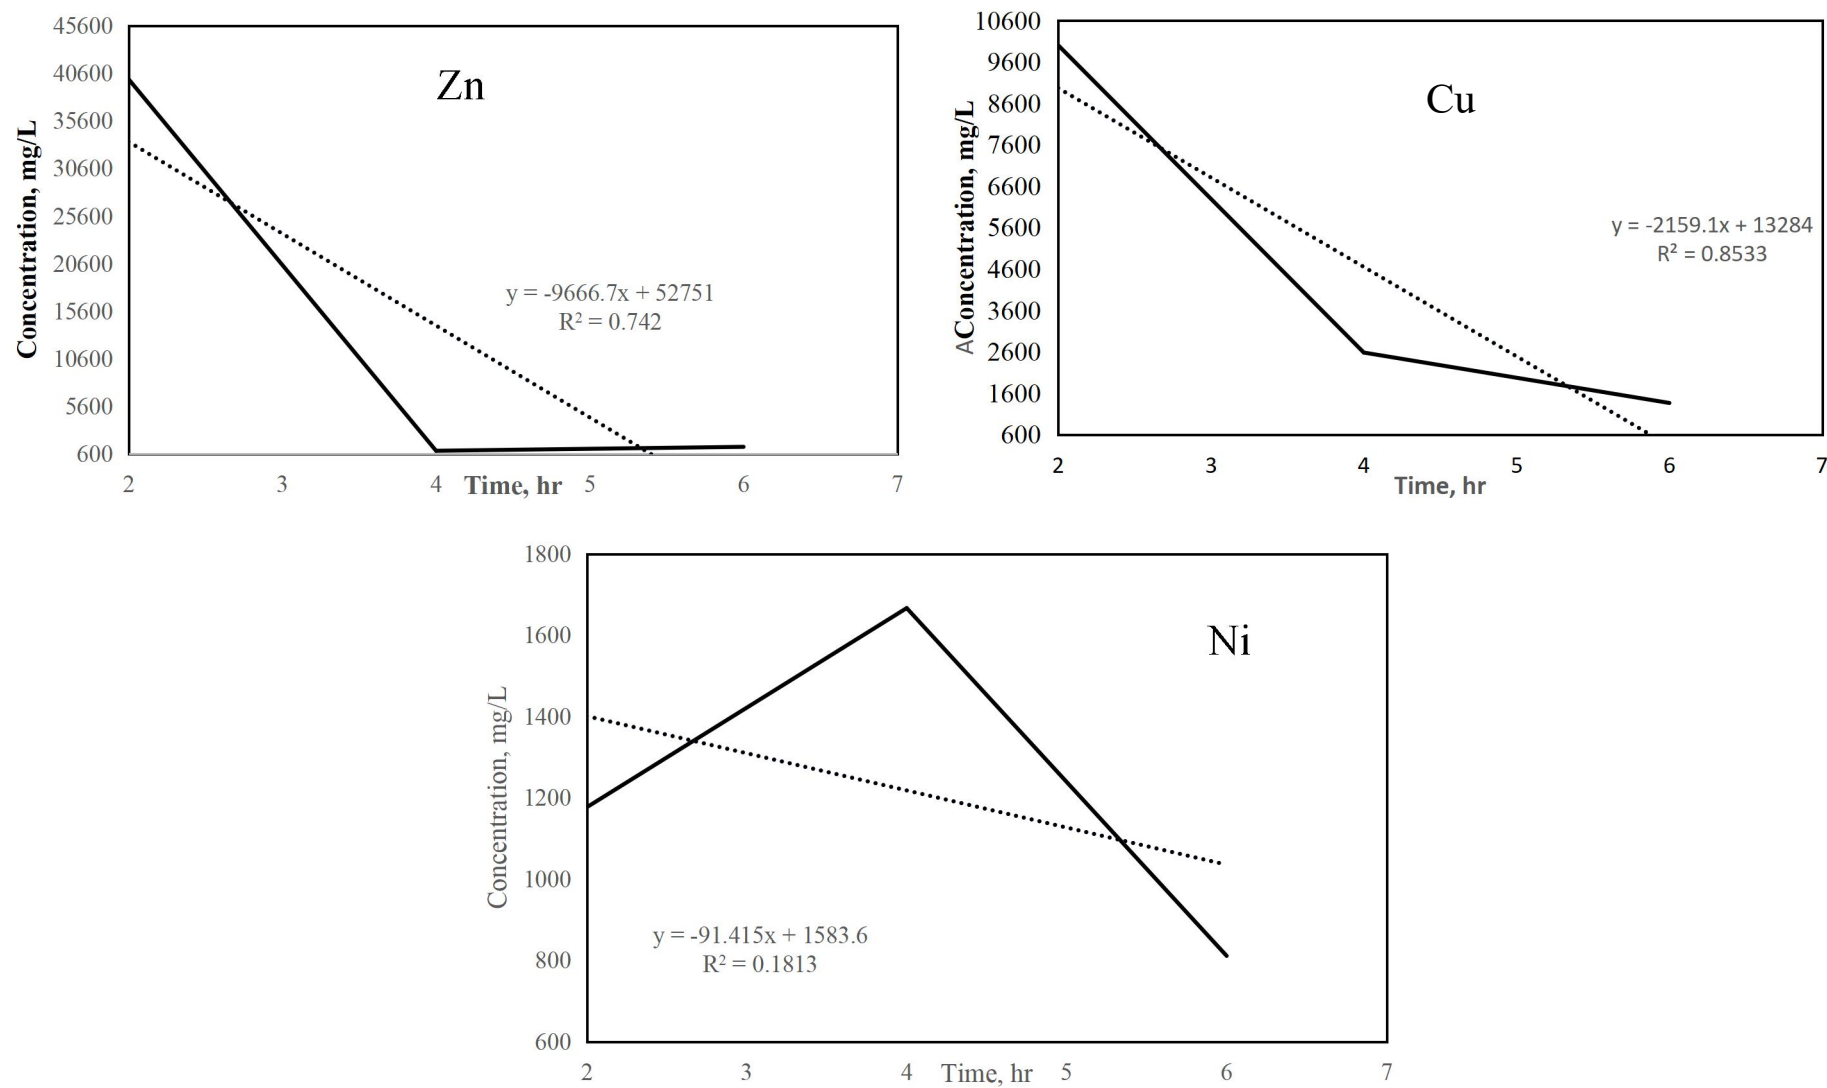 Zn
Concentration, mg/L
45600
40600
35600
30600
25600
20600
15600
10600
5600
600
y = -9666.7x + 52751
R² = 0.742
2 3 4 5 6 7
Time, hr
Cu
AConcentration, mg/L
10600
9600
8600
7600
6600
5600
4600
3600
2600
1600
600
y = -2159.1x + 13284
R² = 0.8533
2 3 4 5 6 7
Time, hr
Ni
Concentration, mg/L
1800
1600
1400
1200
1000
800
600
y = -91.415x + 1583.6
R² = 0.1813
2 3 4 5 6 7
Time, hr